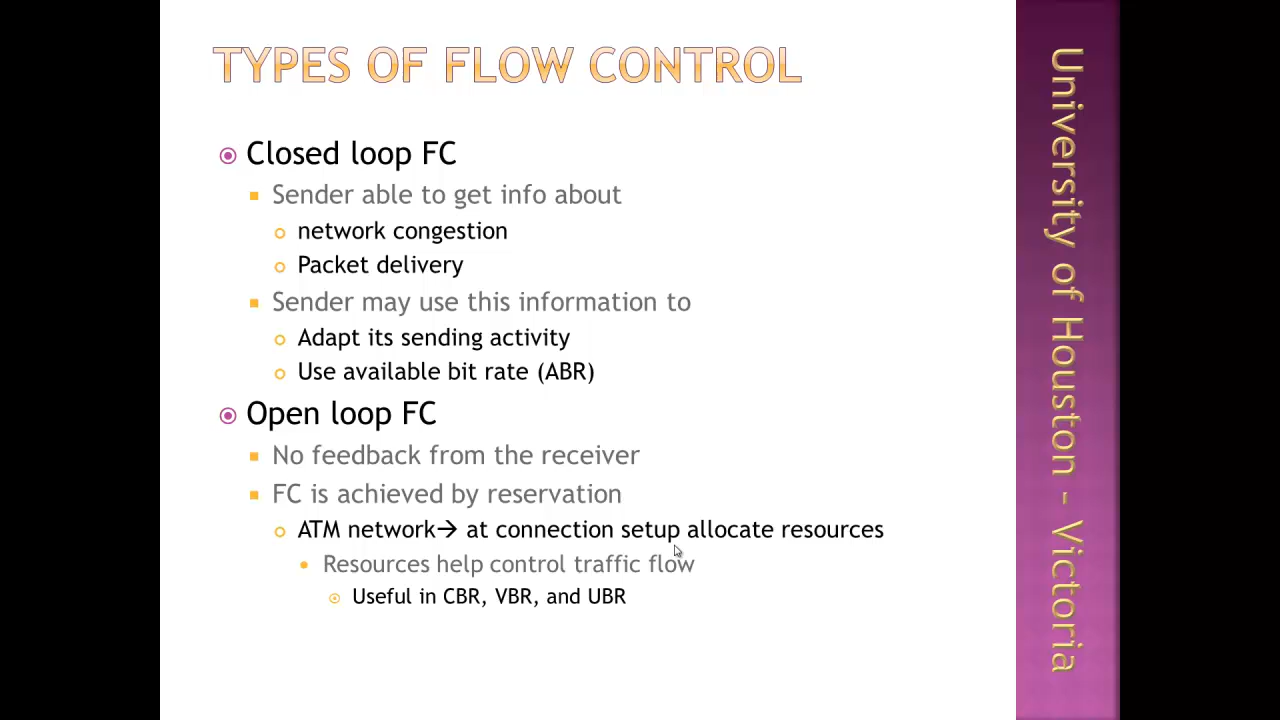 TYPES OF FLOW CONTROL
Closed loop FC
Sender able to get info about
network congestion
Packet delivery
Sender may use this information to
Adapt its sending activity
Use available bit rate (ABR)
Open loop FC
No feedback from the receiver
FC is achieved by reservation
ATM network→ at connection setup allocate resources
Resources help control traffic flow
Useful in CBR, VBR, and UBR
University of Houston - Victoria